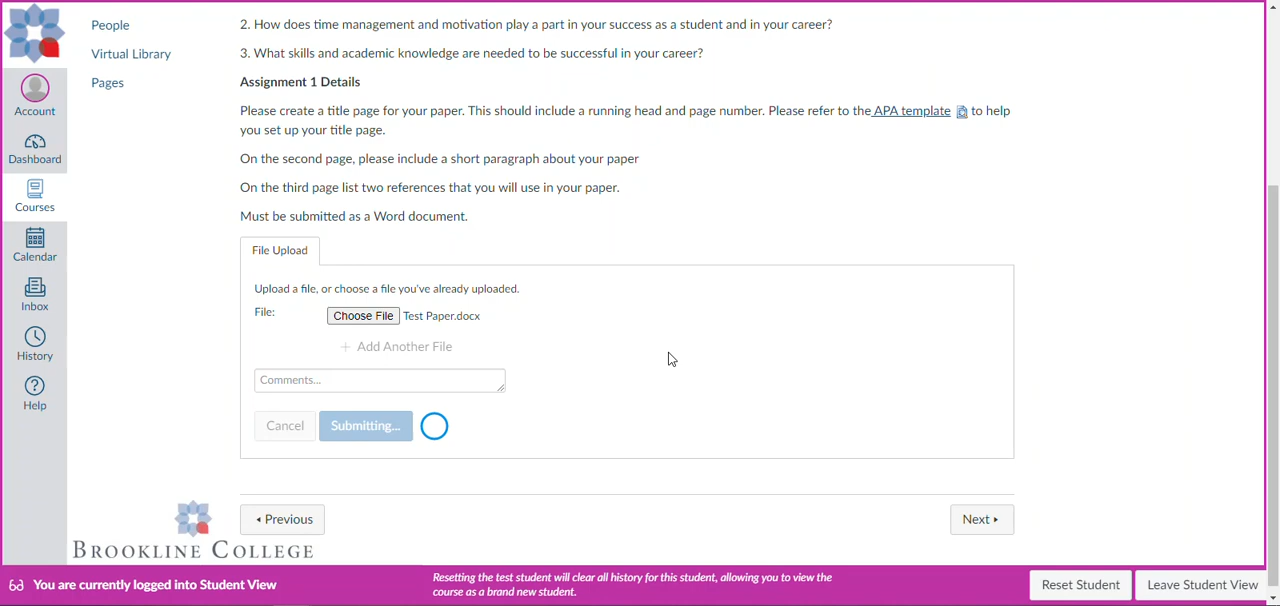 People
Virtual Library
Pages
Account
Dashboard
Courses
Calendar
Inbox
History
Help
2. How does time management and motivation play a part in your success as a student and in your career?
3. What skills and academic knowledge are needed to be successful in your career?
Assignment 1 Details
Please create a title page for your paper. This should include a running head and page number. Please refer to the APA template to help
you set up your title page.
On the second page, please include a short paragraph about your paper
On the third page list two references that you will use in your paper.
Must be submitted as a Word document.
File Upload
Upload a file, or choose a file you've already uploaded.
File: Choose File Test Paper.docx
+ Add Another File
Comments...
Cancel Submitting...
Previous Next
BROOKLINE COLLEGE
You are currently logged into Student View
Resetting the test student will clear all history for this student, allowing you to view the
course as a brand new student.
Reset Student Leave Student View